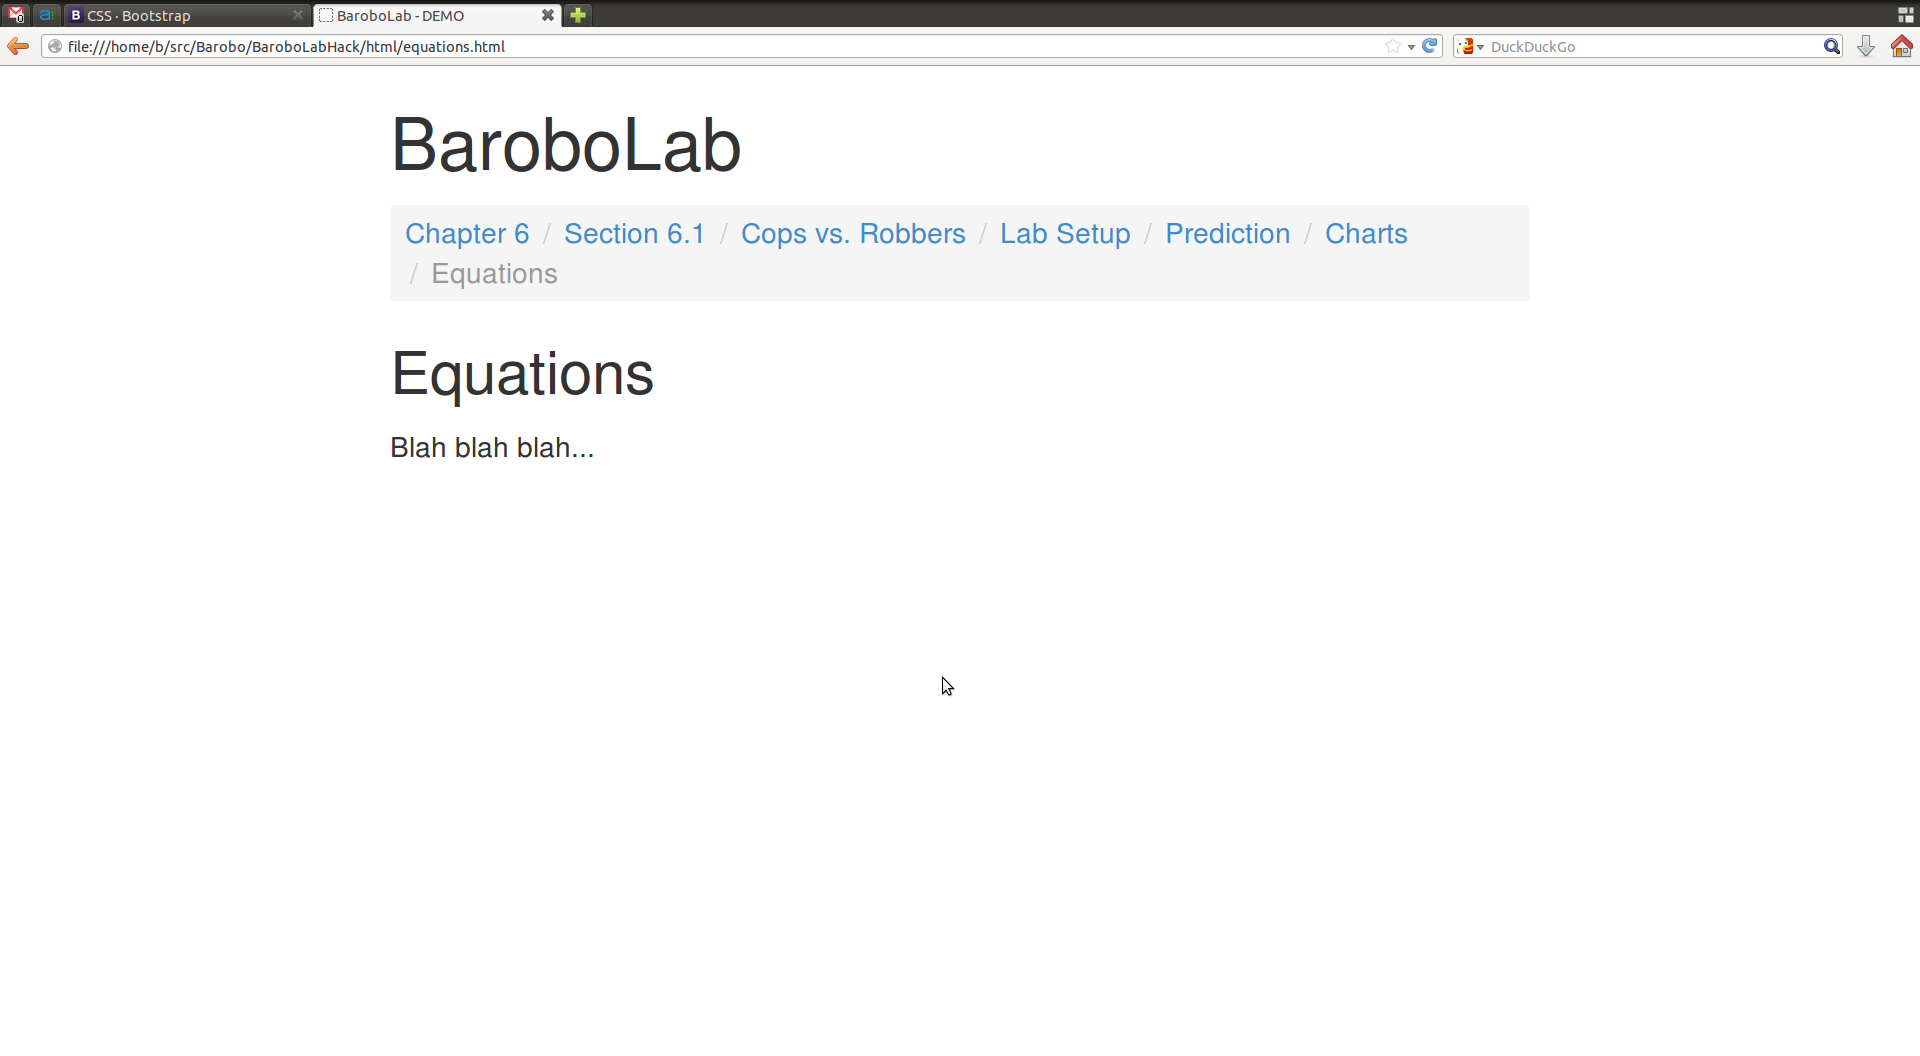 CSS · Bootstrap
BaroboLab - DEMO
file:///home/b/src/Barobo/BaroboLabHack/html/equations.html
DuckDuckGo
BaroboLab
Chapter 6 / Section 6.1 / Cops vs. Robbers / Lab Setup / Prediction / Charts
/ Equations
Equations
Blah blah blah...